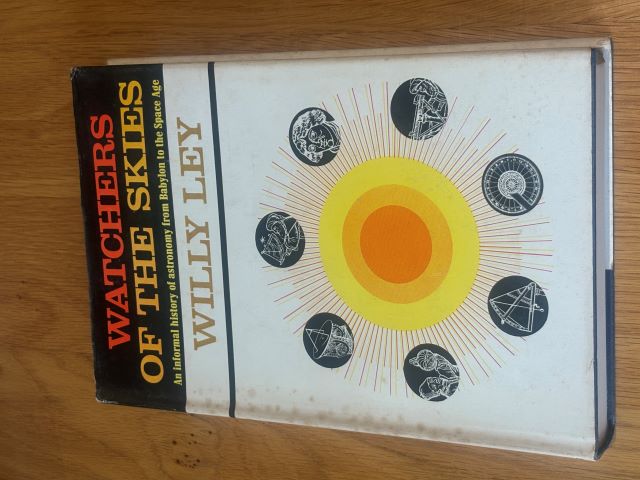 WATCHERS
OF THE SKIES
An informal history of astronomy from Babylon to the Space Age
WILLY LEY